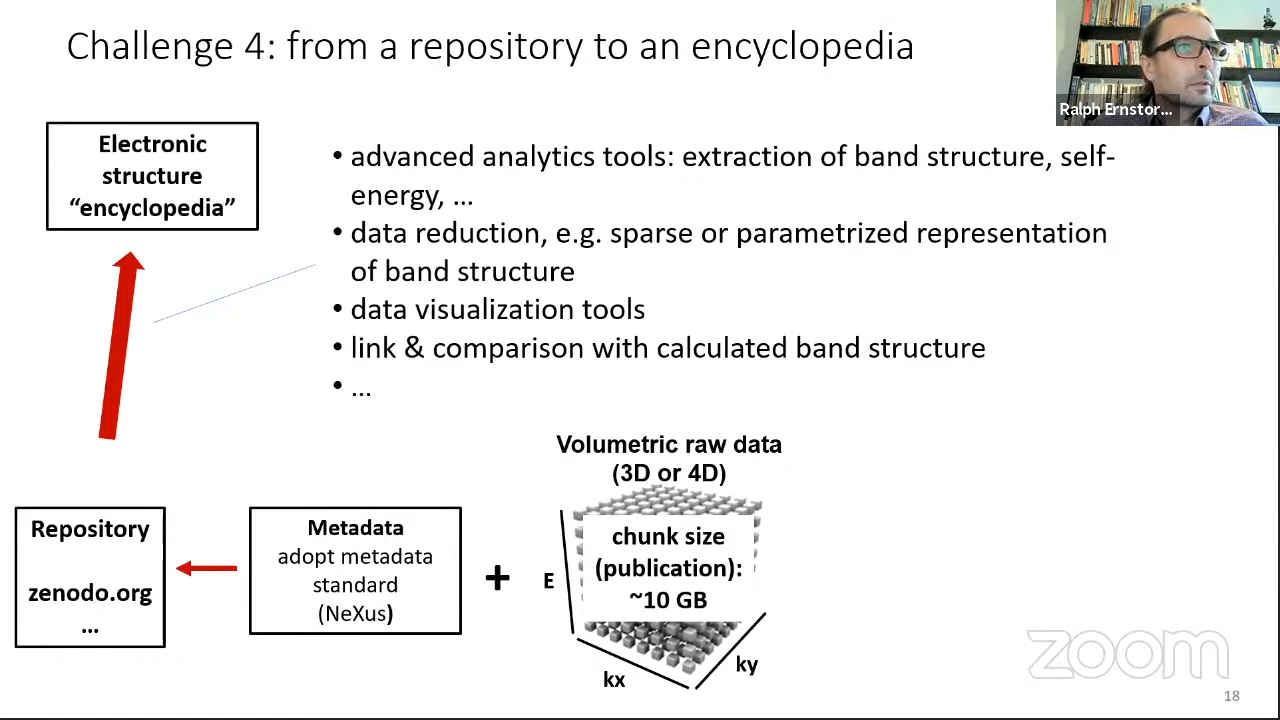 Challenge 4: from a repository to an encyclopedia
Ralph Ernstor...
Electronic
structure
“encyclopedia”
• advanced analytics tools: extraction of band structure, self-
energy, ...
• data reduction, e.g. sparse or parametrized representation
of band structure
• data visualization tools
• link & comparison with calculated band structure
• ...
Volumetric raw data
(3D or 4D)
chunk size
(publication):
~10 GB
E
kx
ky
Repository
zenodo.org
...
Metadata
adopt metadata
standard
(NeXus)
+
zoom
18